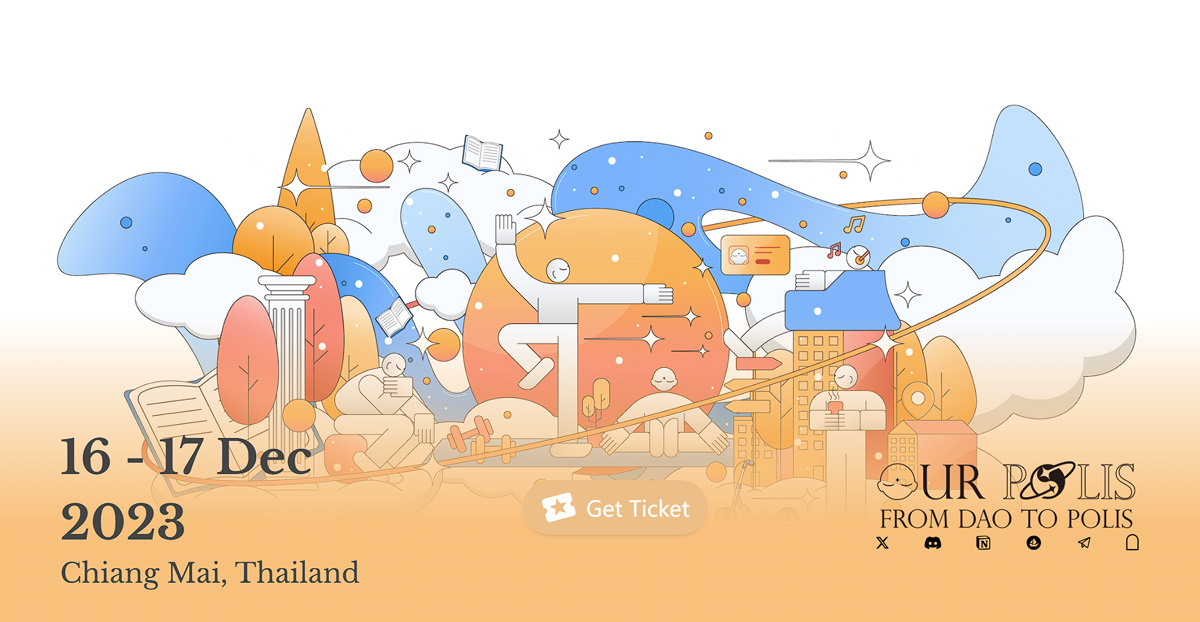 16 - 17 Dec
2023
Chiang Mai, Thailand
Get Ticket
OUR POLIS
FROM DAO TO POLIS